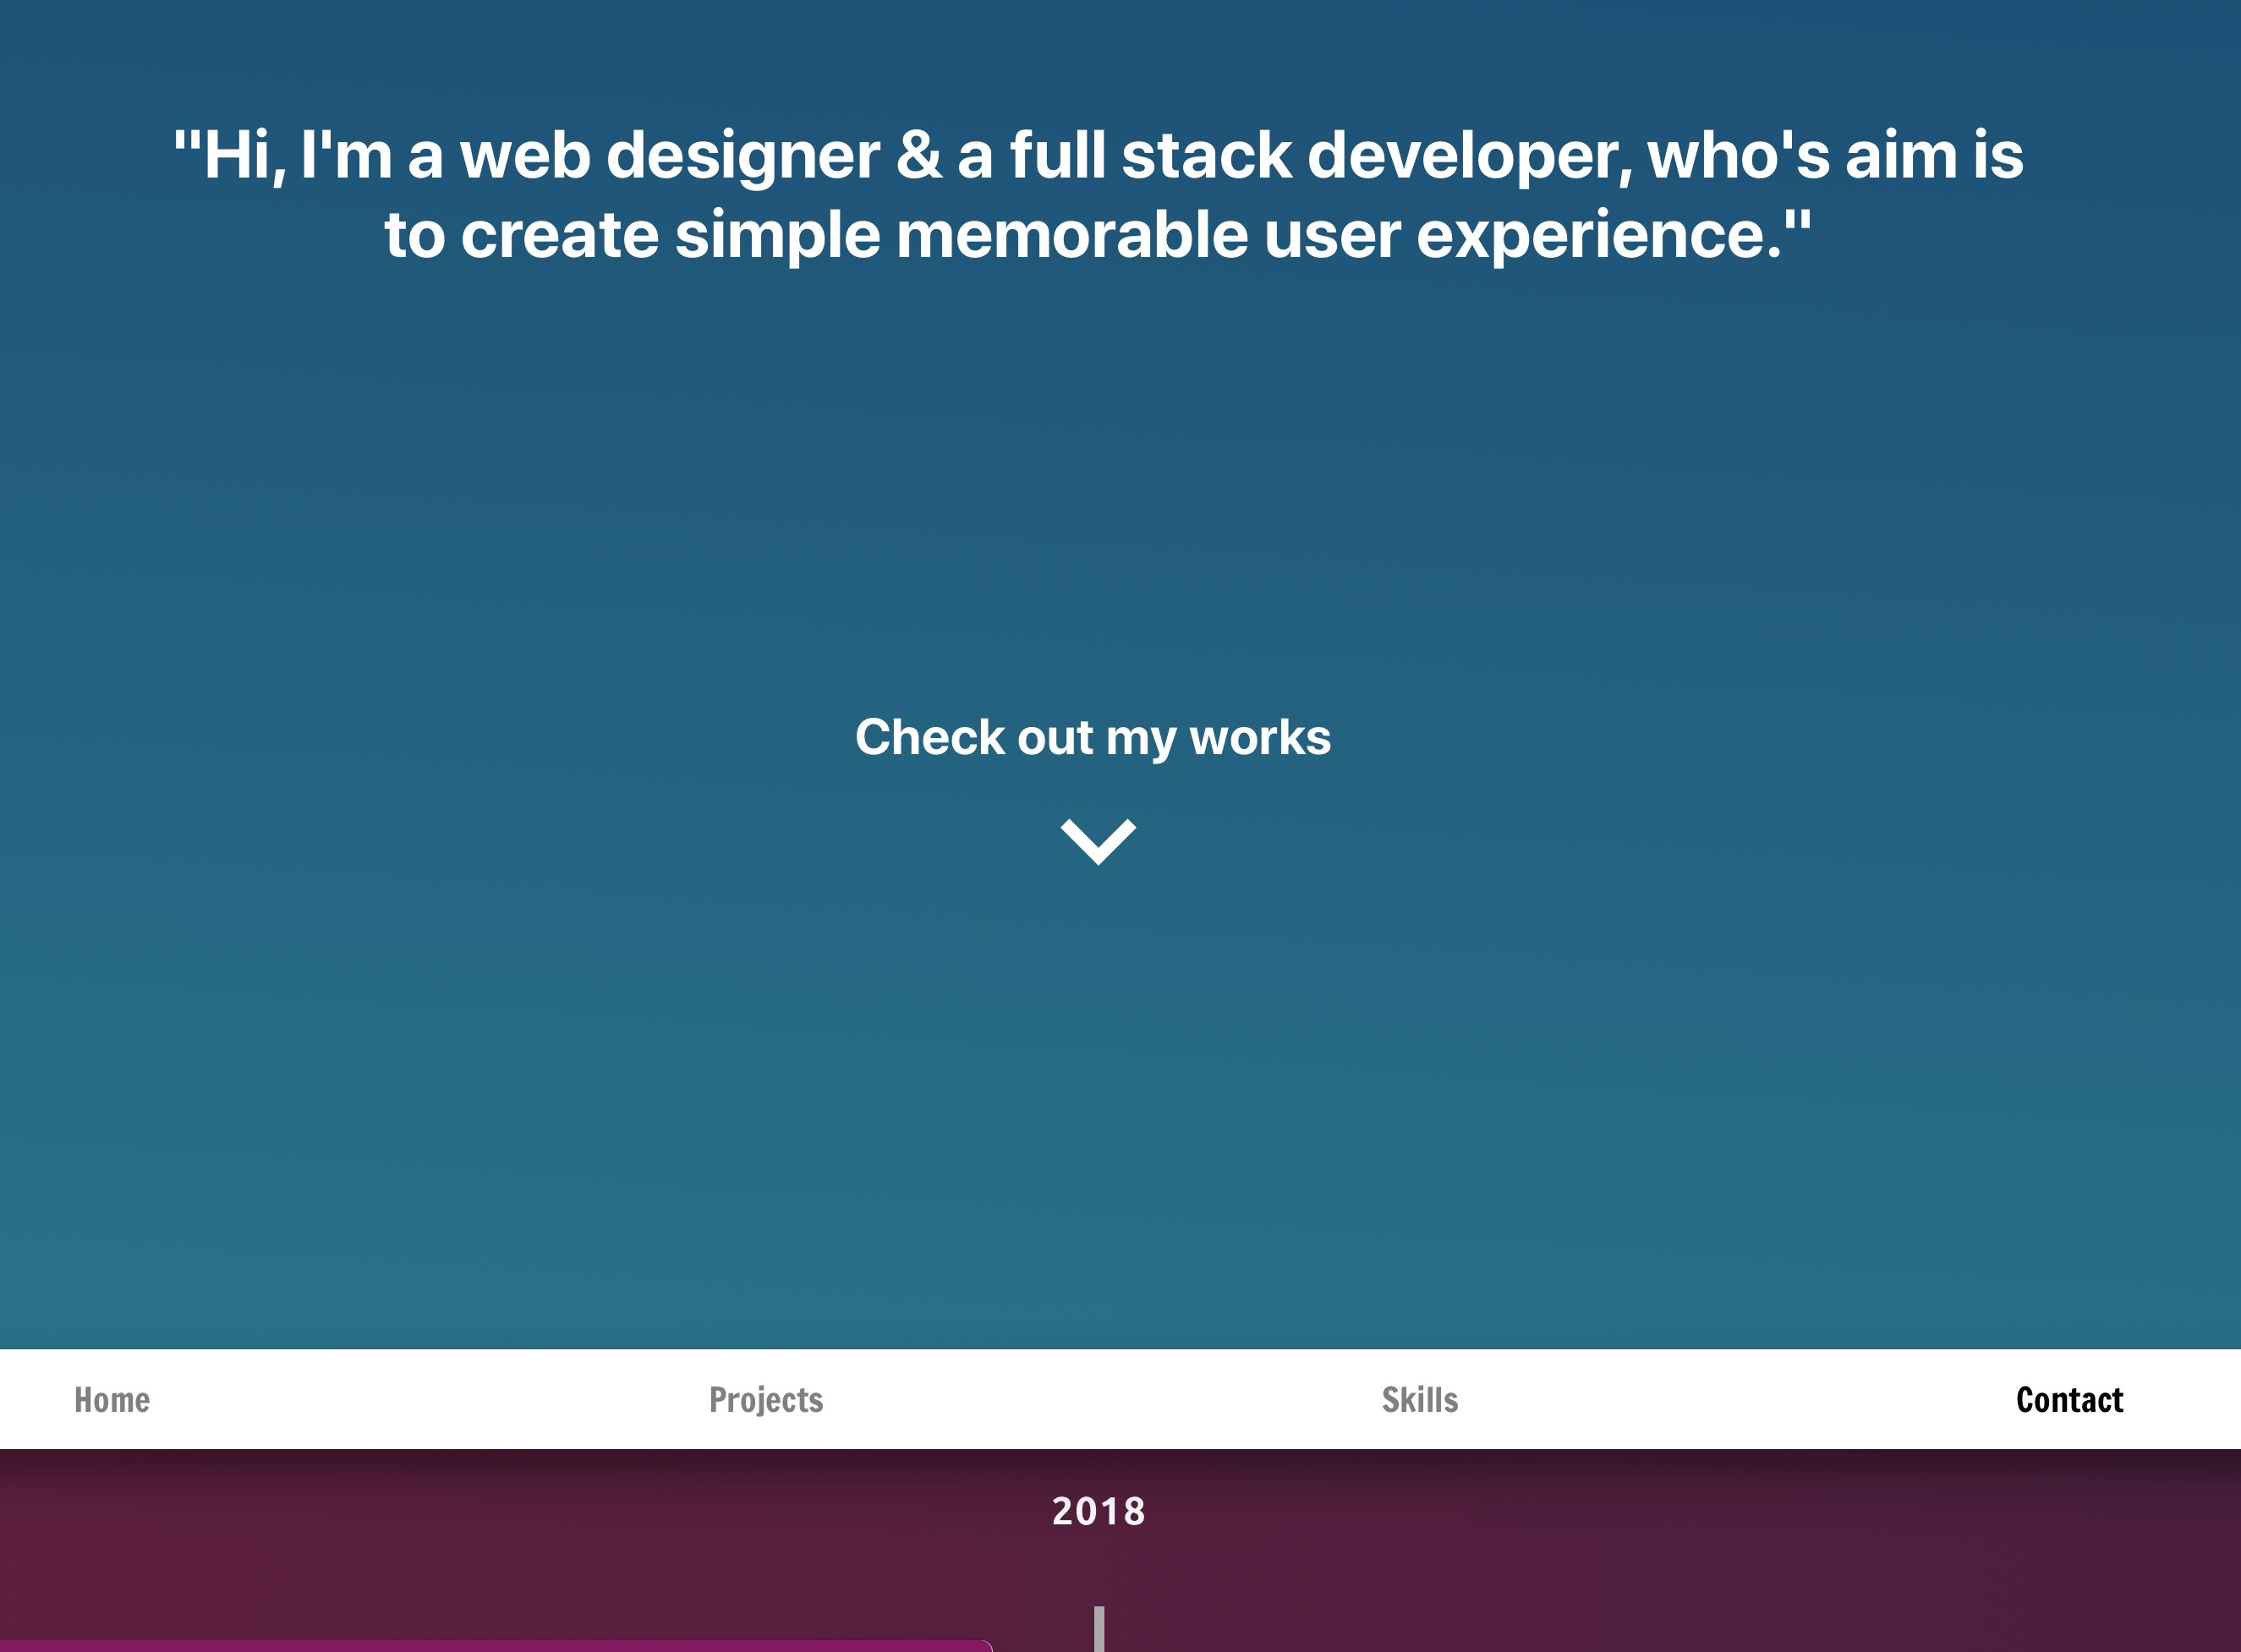 "Hi, I'm a web designer & a full stack developer, who's aim is
to create simple memorable user experience."
Check out my works
Home Projects Skills Contact
2018